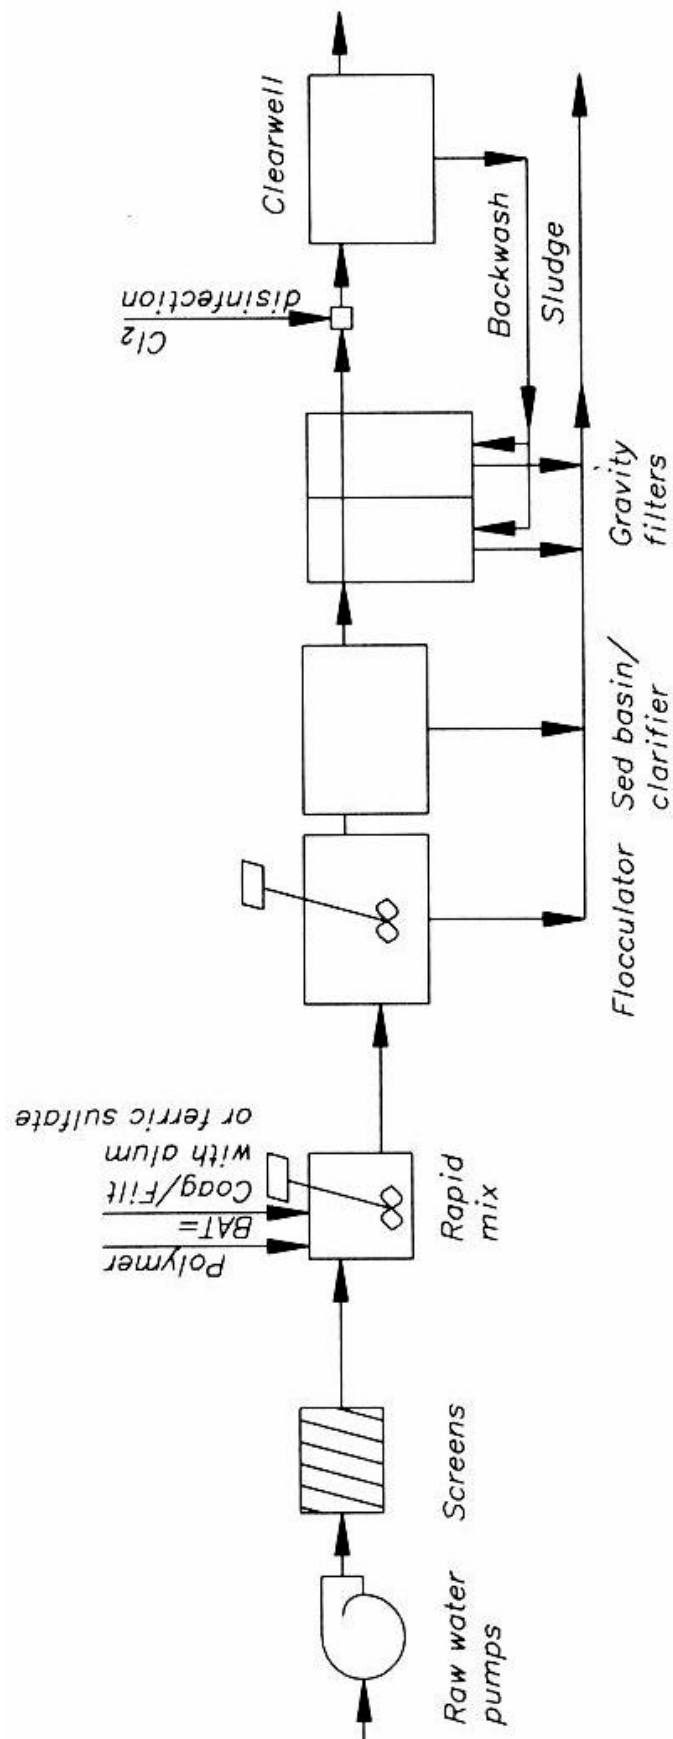 Raw water
pumps
Screens
Polymer
BAT=
Coag/Filt
with alum
or ferric sulfate
Rapid
mix
Flocculator
Sed basin/
clarifier
Gravity
filters
Cl2
disinfection
Clearwell
Backwash
Sludge